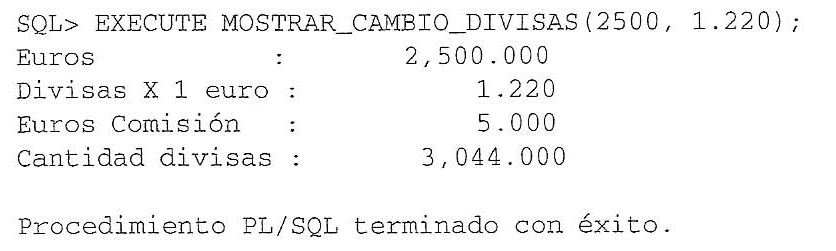 SQL> EXECUTE MOSTRAR_CAMBIO_DIVISAS(2500, 1.220);
Euros : 2,500.000
Divisas X 1 euro : 1.220
Euros Comisión : 5.000
Cantidad divisas : 3,044.000
Procedimiento PL/SQL terminado con éxito.